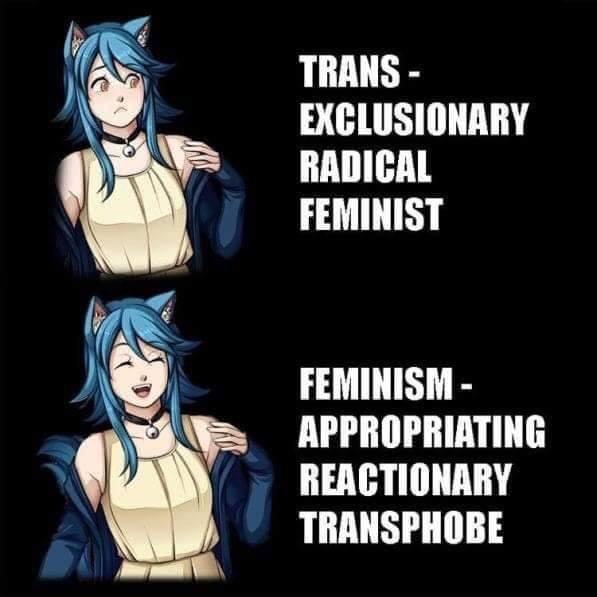 TRANS -
EXCLUSIONARY
RADICAL
FEMINIST
FEMINISM -
APPROPRIATING
REACTIONARY
TRANSPHOBE